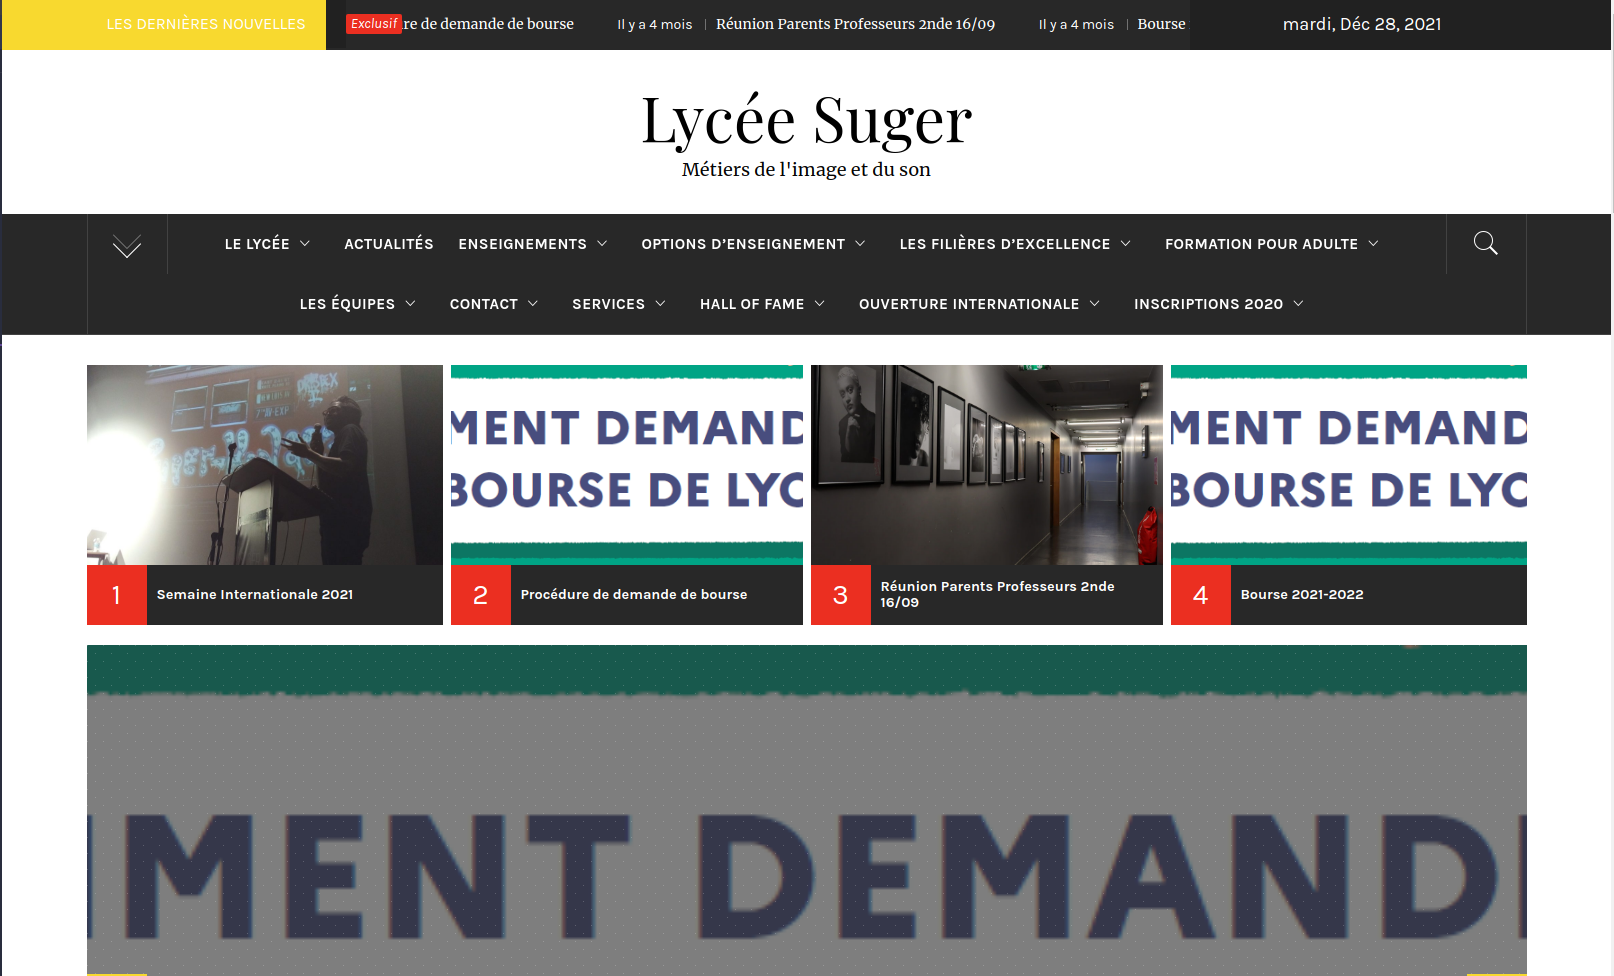 LES DERNIÈRES NOUVELLES
Exclusif re de demande de bourse Il y a 4 mois Réunion Parents Professeurs 2nde 16/09 Il y a 4 mois Bourse
mardi, Déc 28, 2021
Lycée Suger
Métiers de l'image et du son
LE LYCÉE ACTUALITÉS ENSEIGNEMENTS OPTIONS D’ENSEIGNEMENT LES FILIÈRES D’EXCELLENCE FORMATION POUR ADULTE
LES ÉQUIPES CONTACT SERVICES HALL OF FAME OUVERTURE INTERNATIONALE INSCRIPTIONS 2020
MENT DEMAND
BOURSE DE LYC
MENT DEMAND
BOURSE DE LYC
1 Semaine Internationale 2021
2 Procédure de demande de bourse
3 Réunion Parents Professeurs 2nde
16/09
4 Bourse 2021-2022
MENT DEMAND